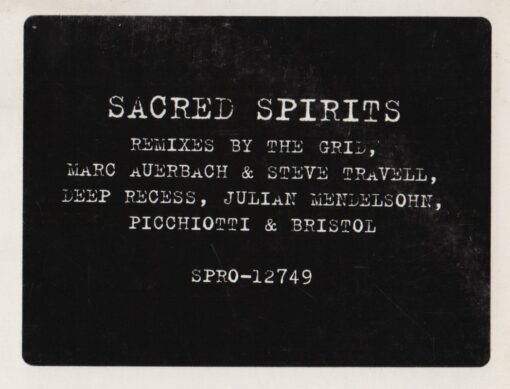 SACRED SPIRITS
REMIXES BY THE GRID,
MARC AUERBACH & STEVE TRAVELL,
DEEP RECESS, JULIAN MENDELSOHN,
PICCHIOTTI & BRISTOL
SPRO-12749